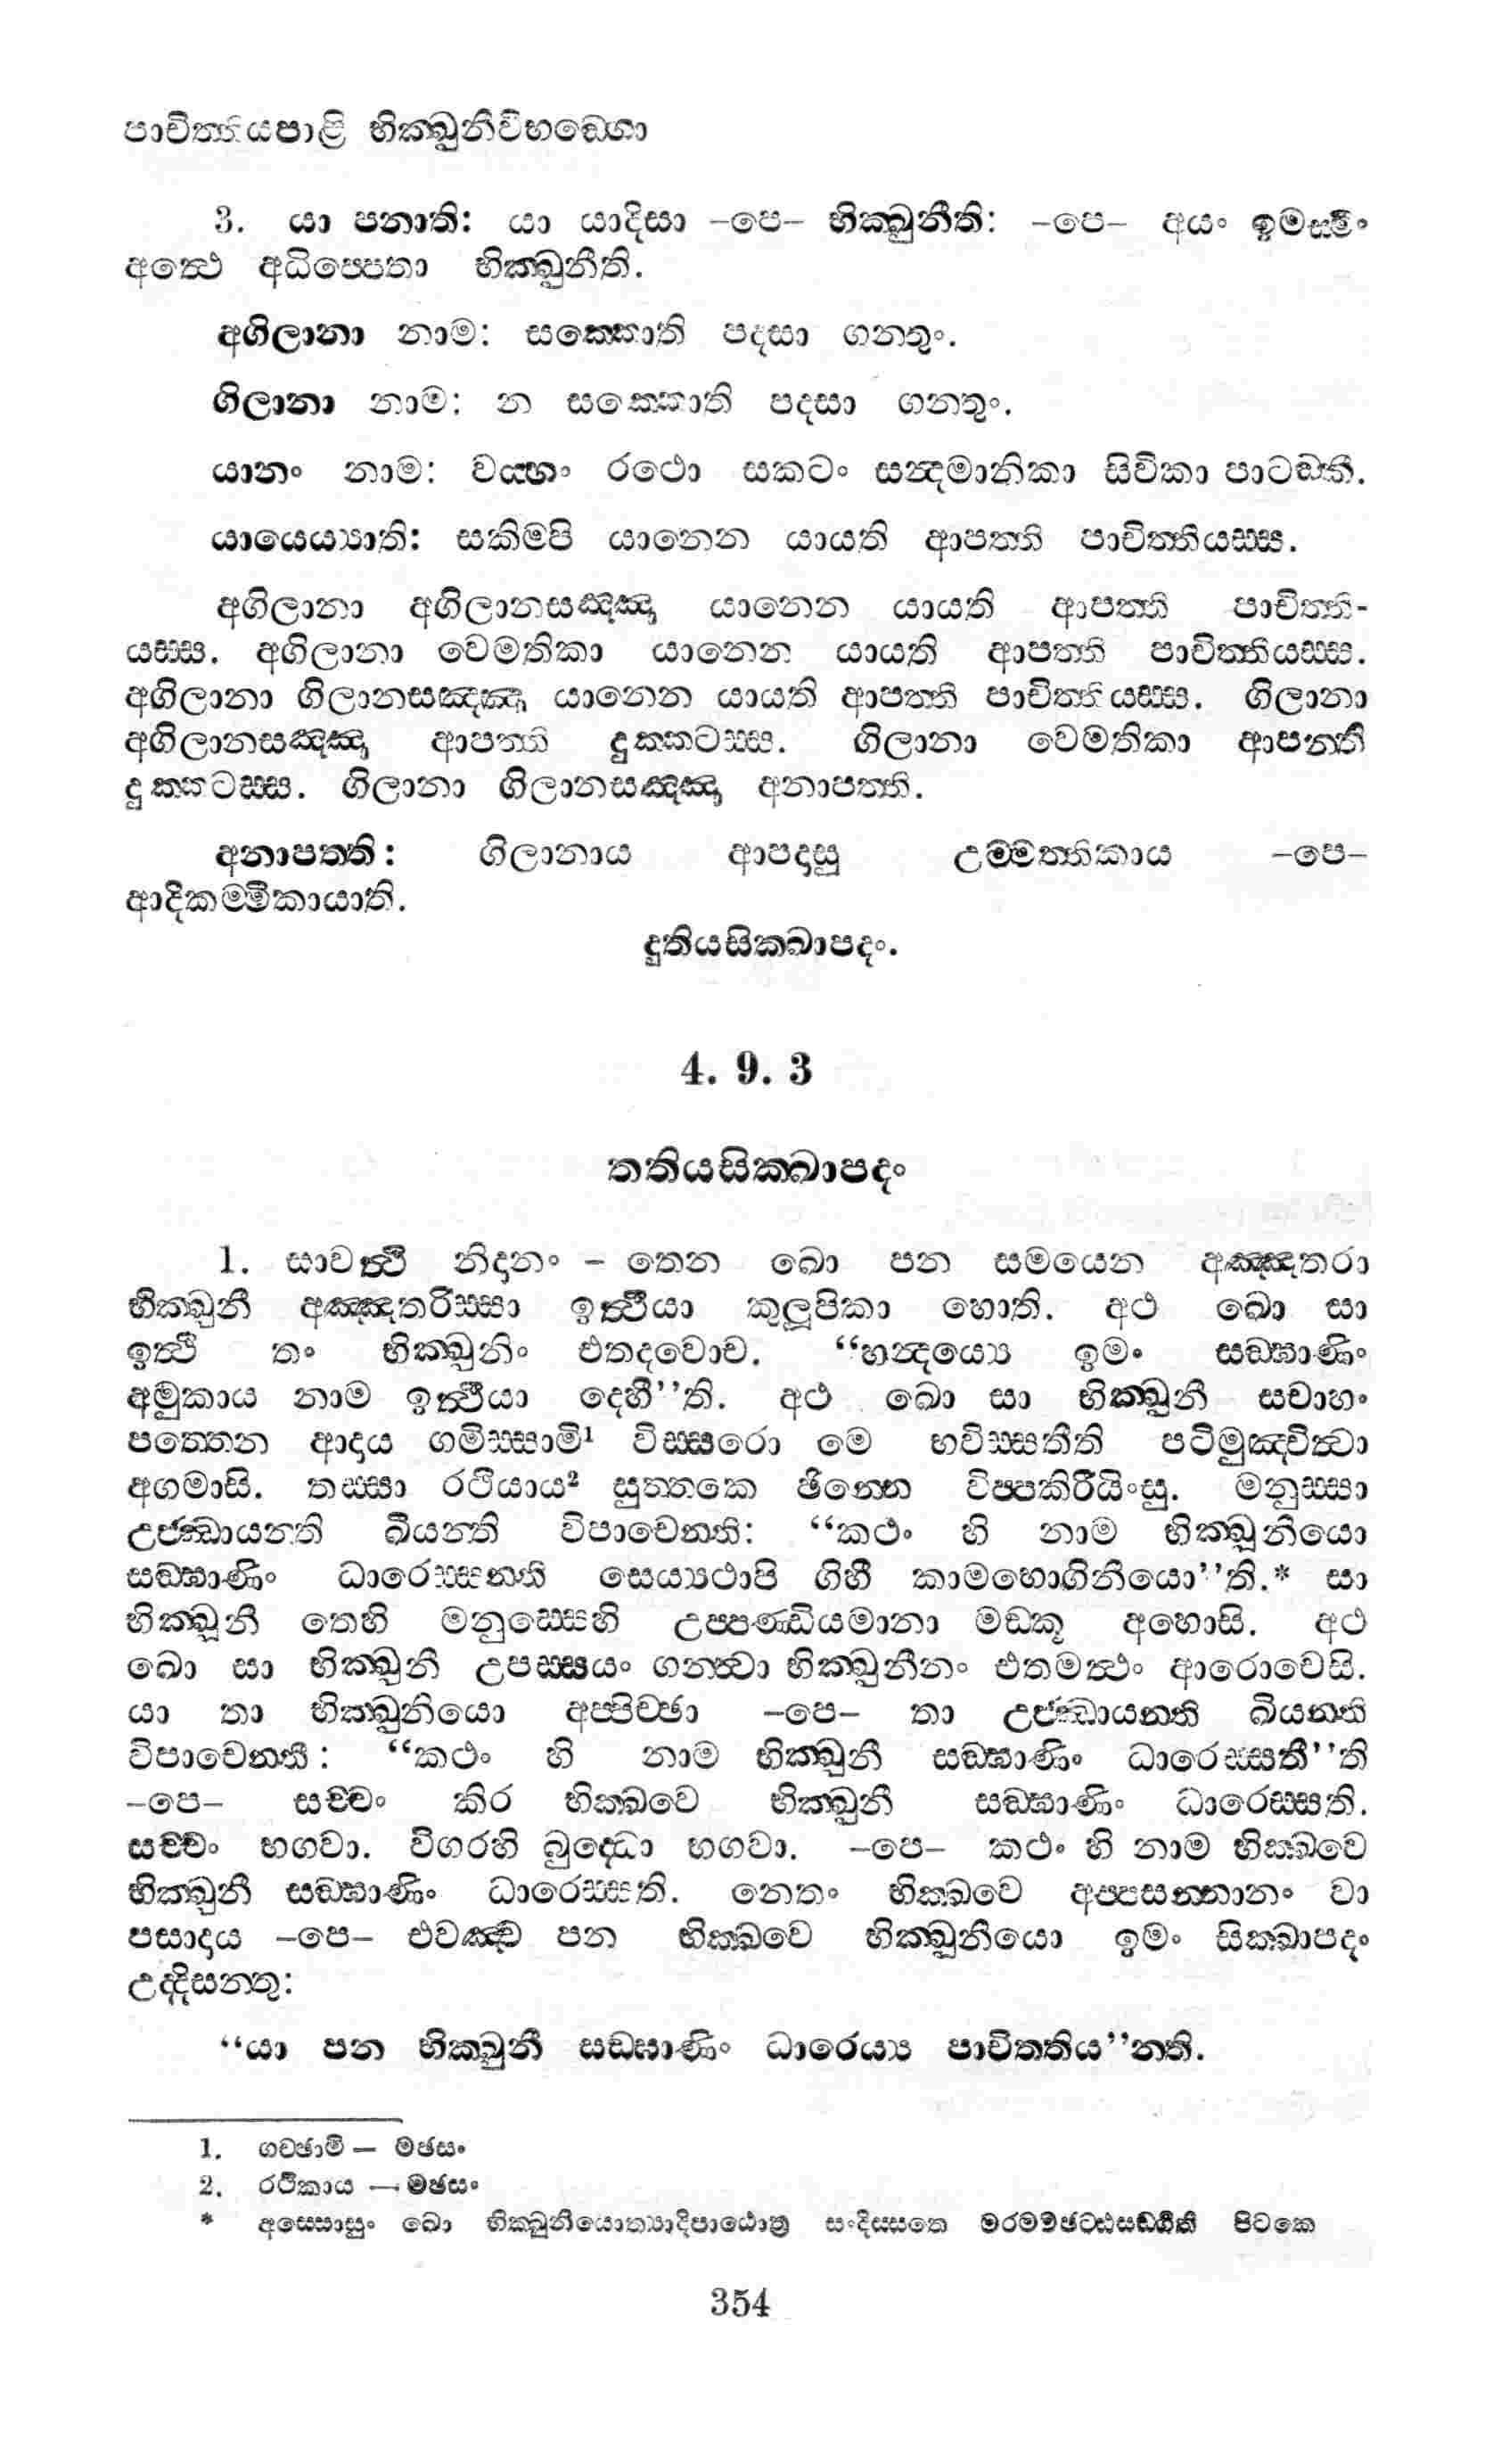 පාචිත්තියපාළි භික්ඛුනීවිභඞ්ගො
3. යා පනාති: යා යාදිසා –පෙ– භික්ඛුනීති: –පෙ– අයං ඉමස්මිං
අත්ථෙ අධිප්පෙතා භික්ඛුනීති.
අගිලානා නාම: සක්කොති පදසා ගන්තුං.
ගිලානා නාම: න සක්කොති පදසා ගන්තුං.
යානං නාම: වය්හං රථො සකටං සන්දමානිකා සිවිකා පාටඞ්කී.
යායෙය්‍යාති: සකිම්පි යානෙන යායති ආපත්ති පාචිත්තියස්ස.
අගිලානා අගිලානසඤ්ඤා යානෙන යායති ආපත්ති පාචිත්ති-
යස්ස. අගිලානා වෙමතිකා යානෙන යායති ආපත්ති පාචිත්තියස්ස.
අගිලානා ගිලානසඤ්ඤා යානෙන යායති ආපත්ති පාචිත්තියස්ස. ගිලානා
අගිලානසඤ්ඤා ආපත්ති දුක්කටස්ස. ගිලානා වෙමතිකා ආපත්ති
දුක්කටස්ස. ගිලානා ගිලානසඤ්ඤා අනාපත්ති.
අනාපත්ති: ගිලානාය ආපදාසු උම්මත්තිකාය –පෙ–
ආදිකම්මිකායාති.
දුතියසික්ඛාපදං.
4. 9. 3
තතියසික්ඛාපදං
1. සාවත්ථි නිදානං – තෙන ඛො පන සමයෙන අඤ්ඤතරා
භික්ඛුනී අඤ්ඤතරිස්සා ඉත්ථියා කුලූපිකා හොති. අථ ඛො සා
ඉත්ථි තං භික්ඛුනිං එතදවොච. “හන්දය්‍යෙ ඉමං සඞ්ඝාණිං
අමුකාය නාම ඉත්ථියා දෙහී”ති. අථ ඛො සා භික්ඛුනී සචාහං
පත්තෙන ආදාය ගමිස්සාමි¹ විස්සරො මෙ භවිස්සතීති පටිමුඤ්චිත්වා
අගමාසි. තස්සා රථියාය² සුත්තකෙ ඡින්නෙ විප්පකිරීයිංසු. මනුස්සා
උජ්ඣායන්ති ඛීයන්ති විපාචෙන්ති: “කථං හි නාම භික්ඛුනියො
සඞ්ඝාණිං ධාරෙස්සන්ති සෙය්‍යථාපි ගිහී කාමභොගිනියො”ති.* සා
භික්ඛුනී තෙහි මනුස්සෙහි උප්පණ්ඩියමානා මඞ්කු අහොසි. අථ
ඛො සා භික්ඛුනී උපස්සයං ගන්ත්වා භික්ඛුනීනං එතමත්ථං ආරොචෙසි.
යා තා භික්ඛුනියො අප්පිච්ඡා –පෙ– තා උජ්ඣායන්ති ඛියන්ති
විපාචෙන්ති: “කථං හි නාම භික්ඛුනී සඞ්ඝාණිං ධාරෙස්සතී”ති
–පෙ– සච්චං කිර භික්ඛවෙ භික්ඛුනී සඞ්ඝාණිං ධාරෙස්සති.
සච්චං භගවා. විගරහි බුද්ධො භගවා. –පෙ– කථං හි නාම භික්ඛවෙ
භික්ඛුනී සඞ්ඝාණිං ධාරෙස්සති. නෙතං භික්ඛවෙ අප්පසන්නානං වා
පසාදාය –පෙ– එවඤ්ච පන භික්ඛවෙ භික්ඛුනියො ඉමං සික්ඛාපදං
උද්දිසන්තු:
“යා පන භික්ඛුනී සඞ්ඝාණිං ධාරෙය්‍ය පාචිත්තිය”න්ති.
1. ගච්ඡාමි — මඡසං
2. රථිකාය — මඡසං
* අස්සොසුං ඛො භික්ඛුනියොත්‍යාදිපාඨොත්‍ර සංදිස්සතෙ මරම්මඡට්ඨසඞ්ගීති පිටකෙ
354